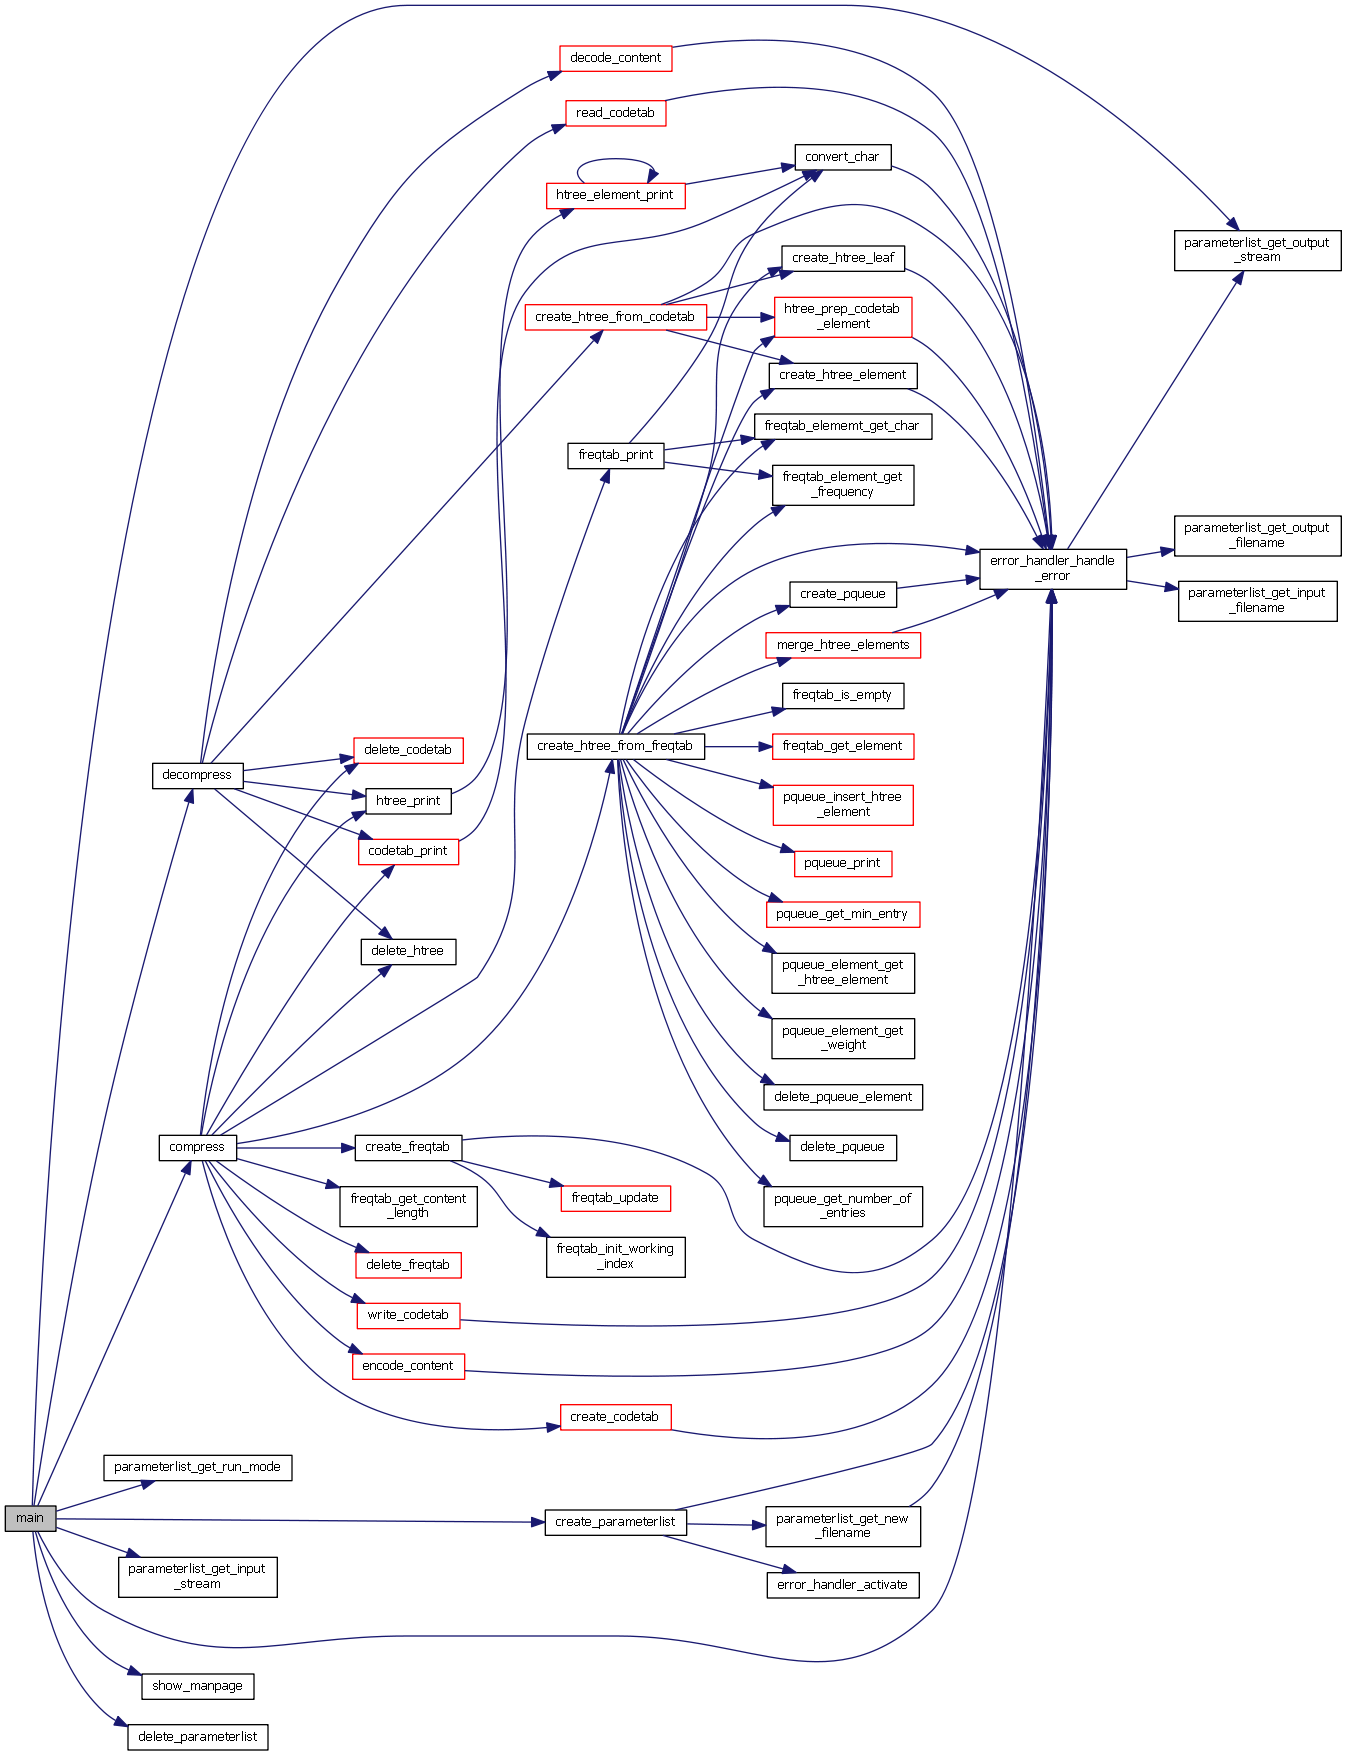 decode_content
read_codetab
convert_char
htree_element_print
parameterlist_get_output
_stream
create_htree_leaf
htree_prep_codetab
_element
create_htree_from_codetab
create_htree_element
freqtab_elememt_get_char
freqtab_print
freqtab_element_get
_frequency
parameterlist_get_output
_filename
error_handler_handle
_error
create_pqueue
parameterlist_get_input
_filename
merge_htree_elements
freqtab_is_empty
create_htree_from_freqtab
freqtab_get_element
delete_codetab
decompress
htree_print
pqueue_insert_htree
_element
codetab_print
pqueue_print
pqueue_get_min_entry
delete_htree
pqueue_element_get
_htree_element
pqueue_element_get
_weight
delete_pqueue_element
compress
create_freqtab
delete_pqueue
freqtab_get_content
_length
freqtab_update
pqueue_get_number_of
_entries
freqtab_init_working
_index
delete_freqtab
write_codetab
encode_content
create_codetab
parameterlist_get_run_mode
main
create_parameterlist
parameterlist_get_new
_filename
parameterlist_get_input
_stream
error_handler_activate
show_manpage
delete_parameterlist